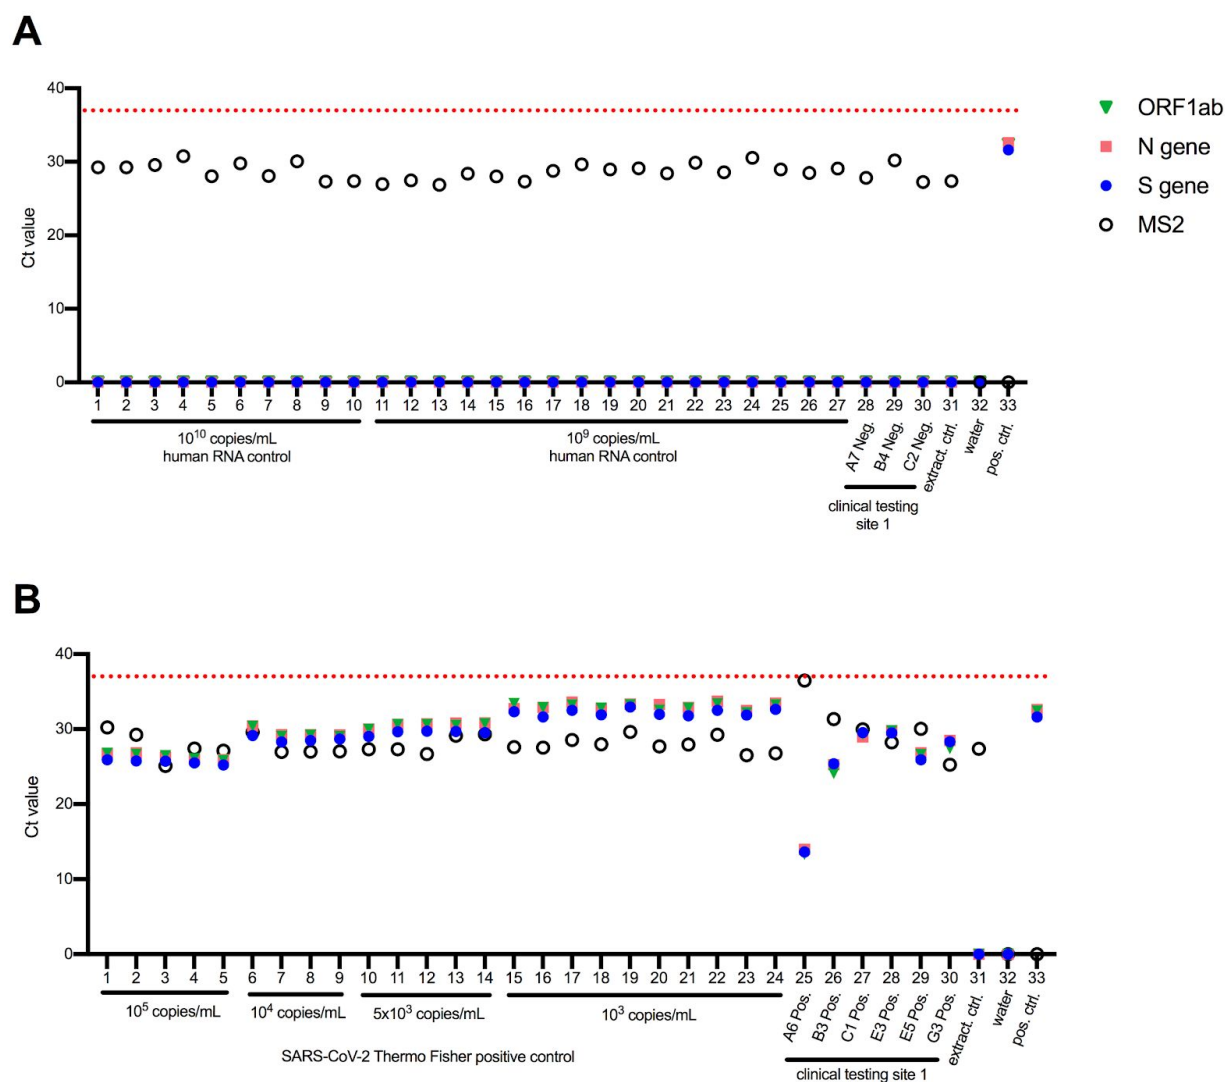 A
40
30
20
10
0
Ct value
ORF1ab
N gene
S gene
MS2
1 2 3 4 5 6 7 8 9 10 11 12 13 14 15 16 17 18 19 20 21 22 23 24 25 26 27 28 29 30 31 32 33
10¹⁰ copies/mL
human RNA control
10⁹ copies/mL
human RNA control
A7 Neg.
B4 Neg.
C2 Neg.
extract. ctrl.
water
pos. ctrl.
clinical testing
site 1
B
40
30
20
10
0
Ct value
1 2 3 4 5 6 7 8 9 10 11 12 13 14 15 16 17 18 19 20 21 22 23 24 25 26 27 28 29 30 31 32 33
10⁵ copies/mL
10⁴ copies/mL
5x10³ copies/mL
10³ copies/mL
A6 Pos.
B3 Pos.
C1 Pos.
E3 Pos.
E5 Pos.
G3 Pos.
extract. ctrl.
water
pos. ctrl.
SARS-CoV-2 Thermo Fisher positive control
clinical testing site 1